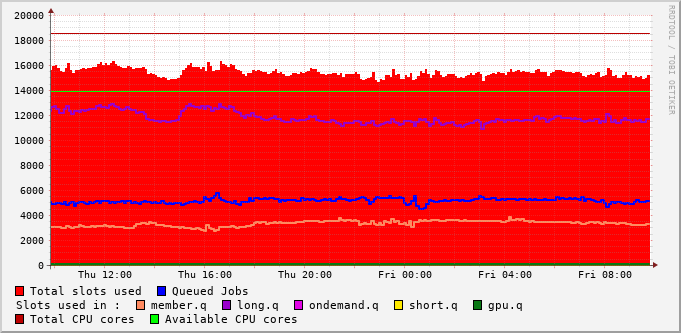 20000
18000
16000
14000
12000
10000
8000
6000
4000
2000
0
Thu 12:00 Thu 16:00 Thu 20:00 Fri 00:00 Fri 04:00 Fri 08:00
RRDTOOL / TOBI OETIKER
Total slots used Queued Jobs
Slots used in : member.q long.q ondemand.q short.q gpu.q
Total CPU cores Available CPU cores